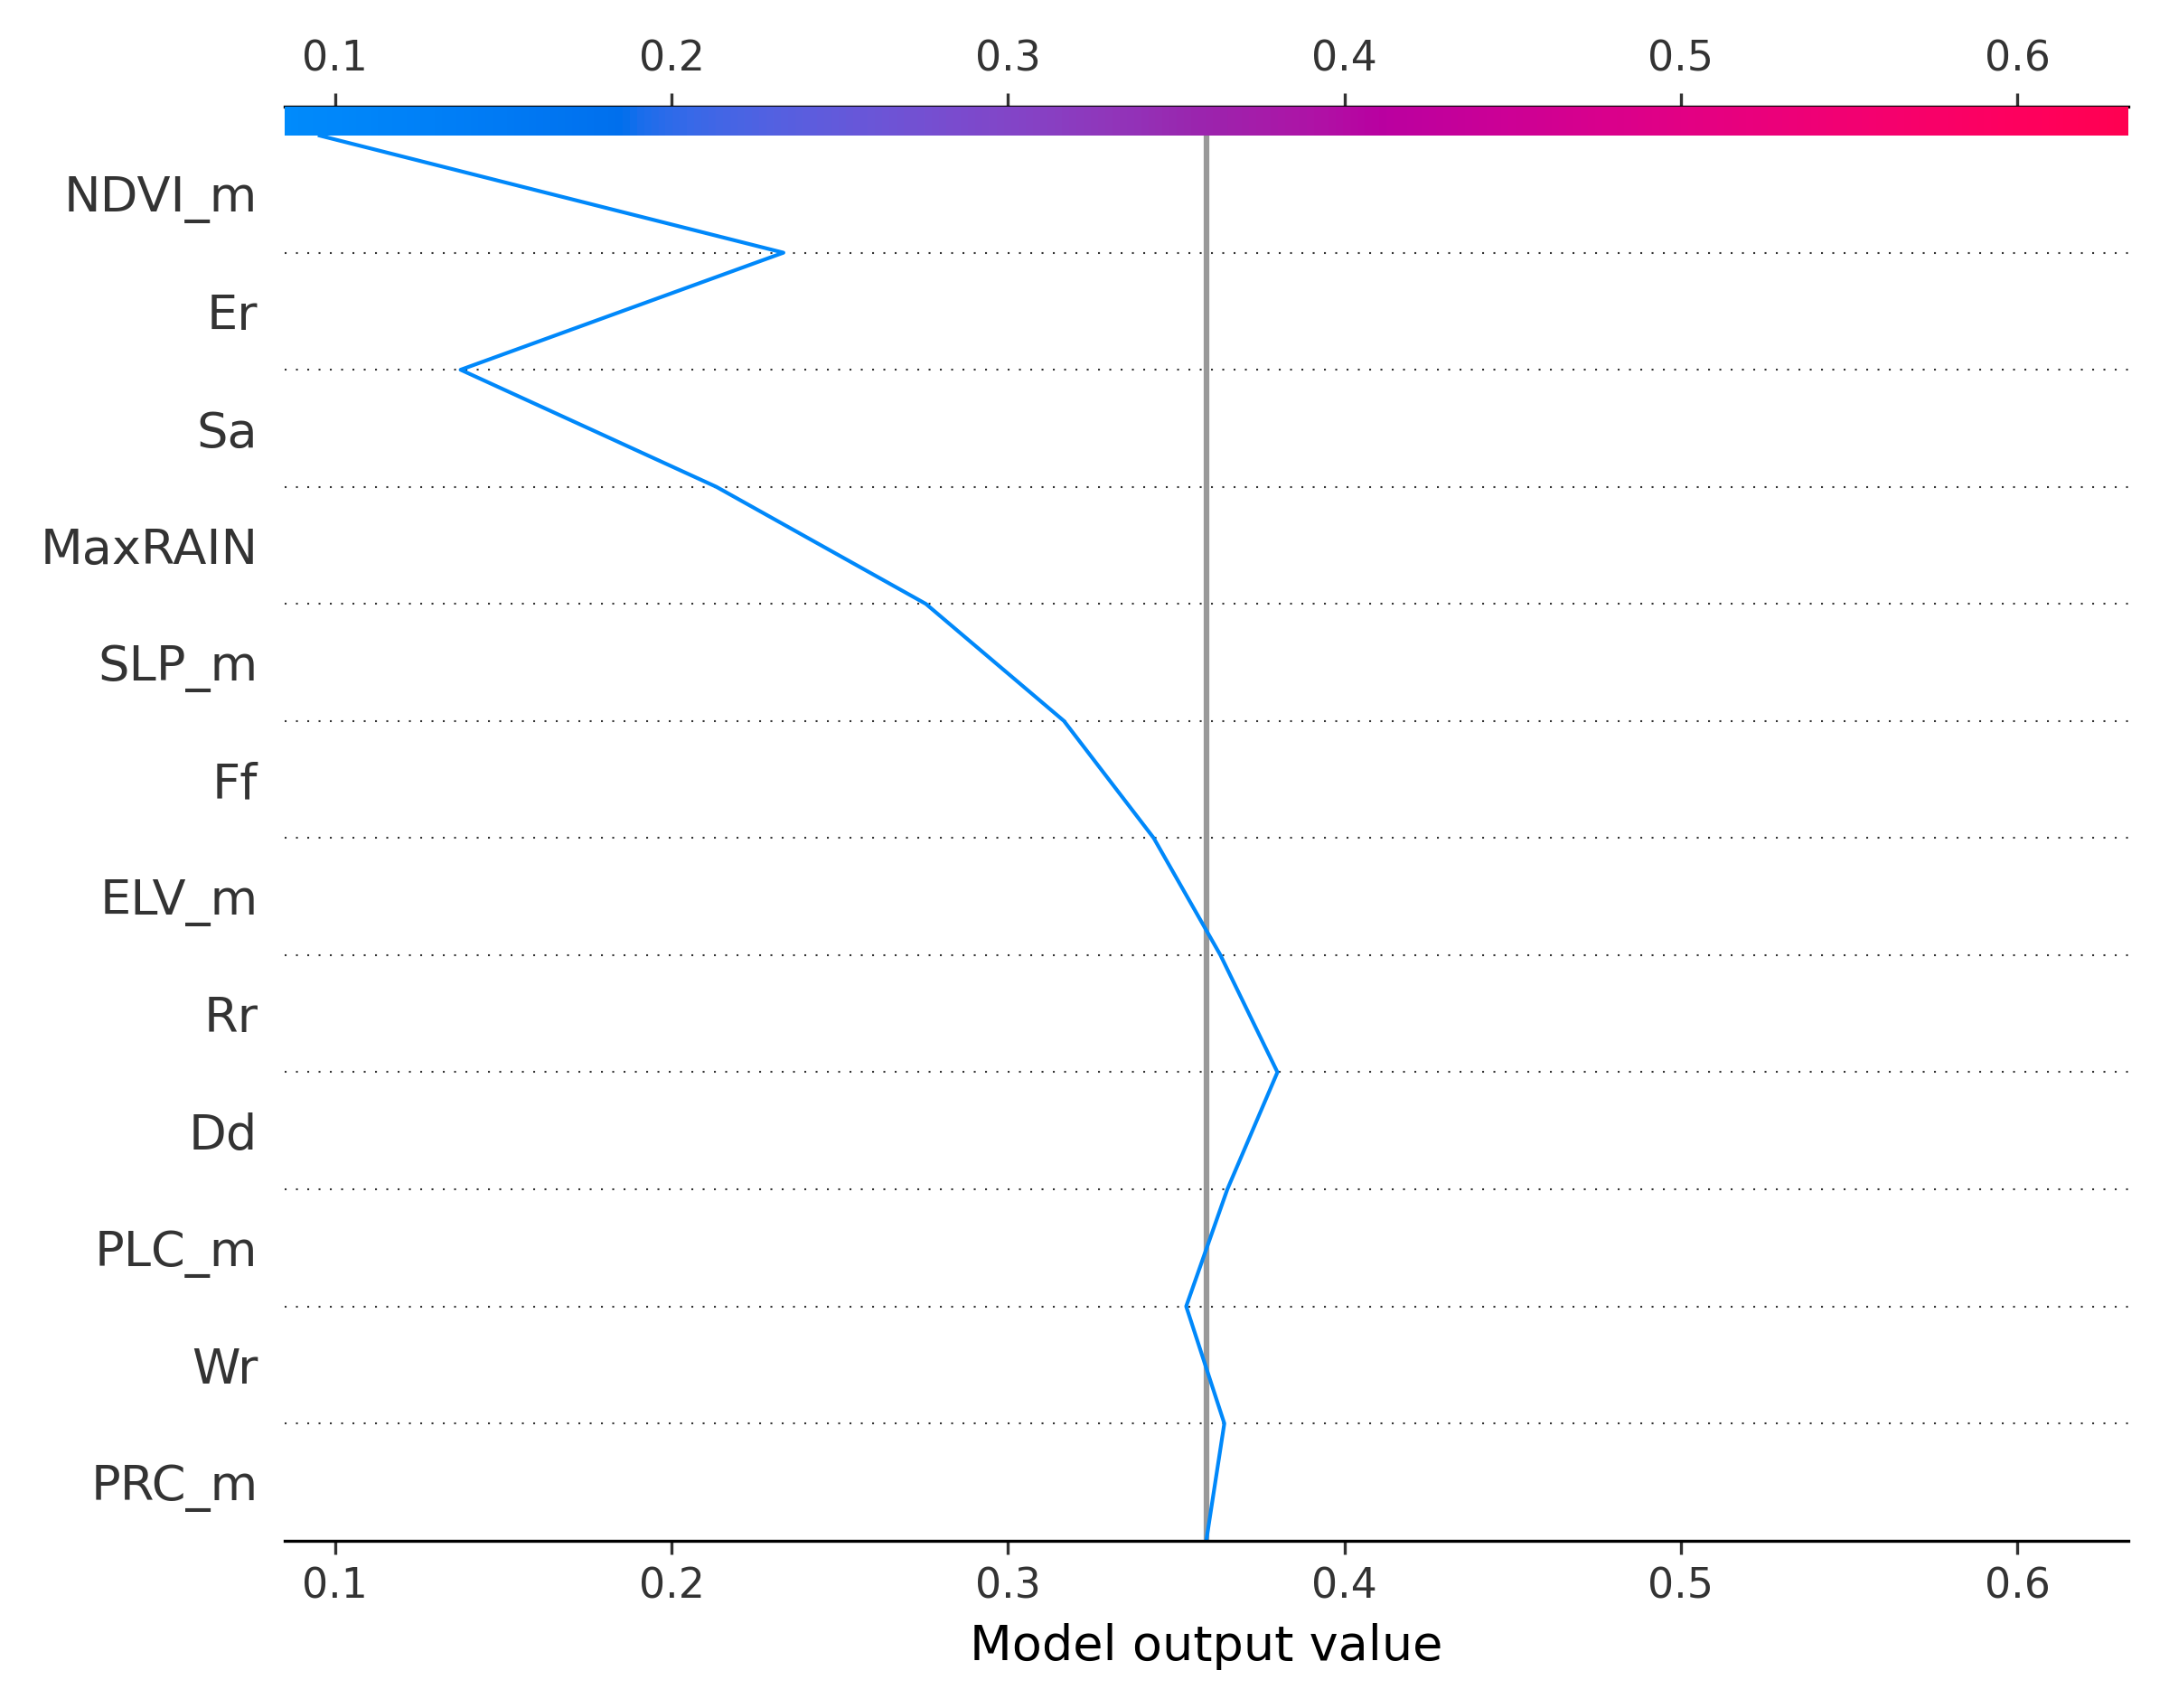 0.1 0.2 0.3 0.4 0.5 0.6
NDVI_m
Er
Sa
MaxRAIN
SLP_m
Ff
ELV_m
Rr
Dd
PLC_m
Wr
PRC_m
0.1 0.2 0.3 0.4 0.5 0.6
Model output value